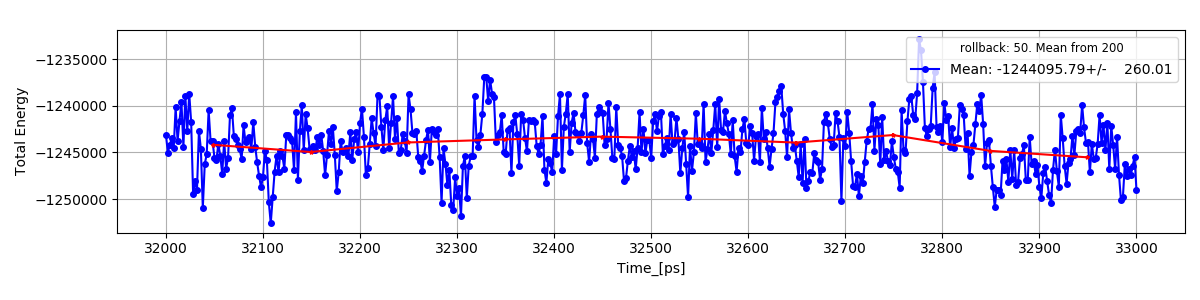 rollback: 50. Mean from 200
Mean: -1244095.79+/-    260.01
Total Energy
−1235000
−1240000
−1245000
−1250000
32000 32100 32200 32300 32400 32500 32600 32700 32800 32900 33000
Time_[ps]